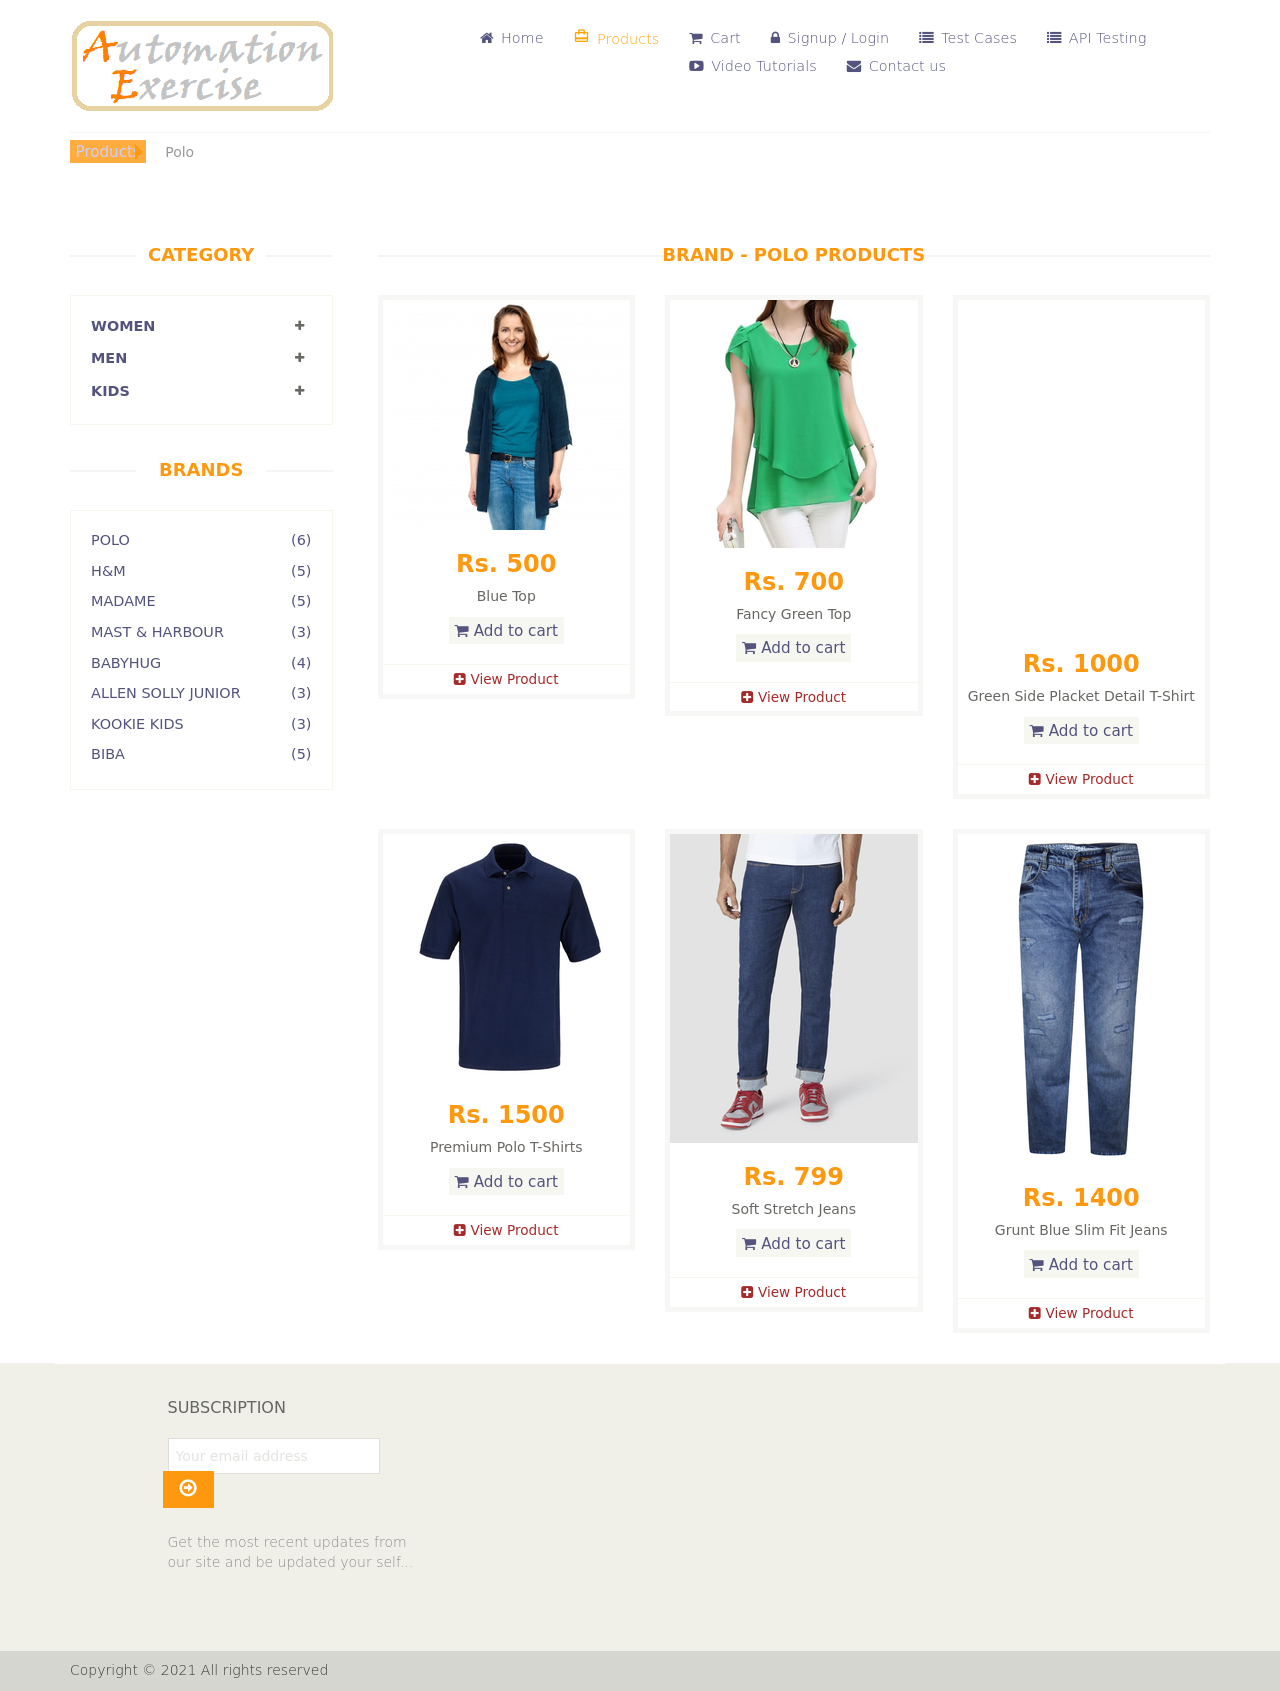 Automation
Exercise
Home
Products
Cart
Signup / Login
Test Cases
API Testing
Video Tutorials
Contact us
Products
Polo
CATEGORY
WOMEN
MEN
KIDS
BRANDS
POLO (6)
H&M (5)
MADAME (5)
MAST & HARBOUR (3)
BABYHUG (4)
ALLEN SOLLY JUNIOR (3)
KOOKIE KIDS (3)
BIBA (5)
BRAND - POLO PRODUCTS
Rs. 500
Blue Top
Add to cart
View Product
Rs. 700
Fancy Green Top
Add to cart
View Product
Rs. 1000
Green Side Placket Detail T-Shirt
Add to cart
View Product
Rs. 1500
Premium Polo T-Shirts
Add to cart
View Product
Rs. 799
Soft Stretch Jeans
Add to cart
View Product
Rs. 1400
Grunt Blue Slim Fit Jeans
Add to cart
View Product
SUBSCRIPTION
Your email address
Get the most recent updates from
our site and be updated your self...
Copyright © 2021 All rights reserved